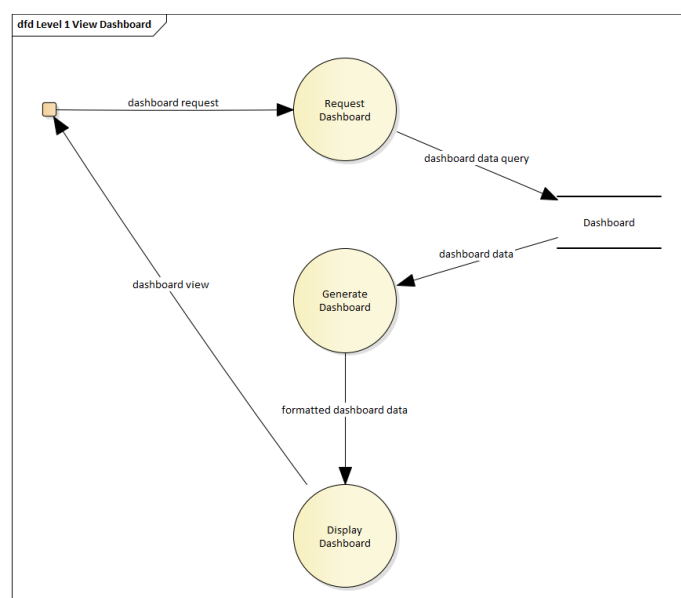 dfd Level 1 View Dashboard
dashboard request
Request
Dashboard
dashboard data query
Dashboard
dashboard data
Generate
Dashboard
dashboard view
formatted dashboard data
Display
Dashboard